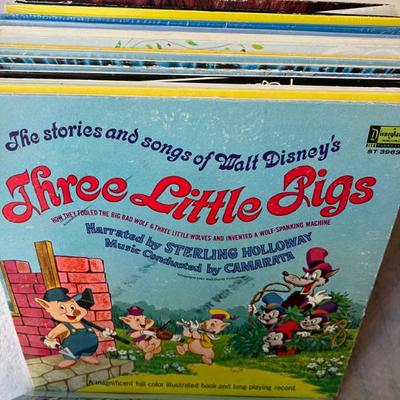 Disneyland
ST 3963
The stories and songs of Walt Disney's
Three Little Pigs
HOW THEY FOOLED THE BIG BAD WOLF & THREE LITTLE WOLVES AND INVENTED A WOLF-SPANKING MACHINE
Narrated by STERLING HOLLOWAY
Music Conducted by CAMARATA
A magnificent full-color illustrated book and long-playing record